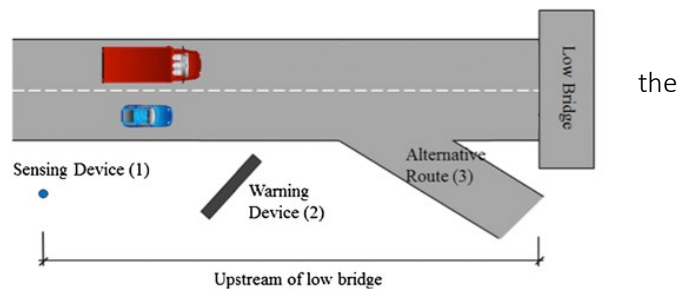 the
Low Bridge
Alternative
Route (3)
Sensing Device (1)
Warning
Device (2)
Upstream of low bridge